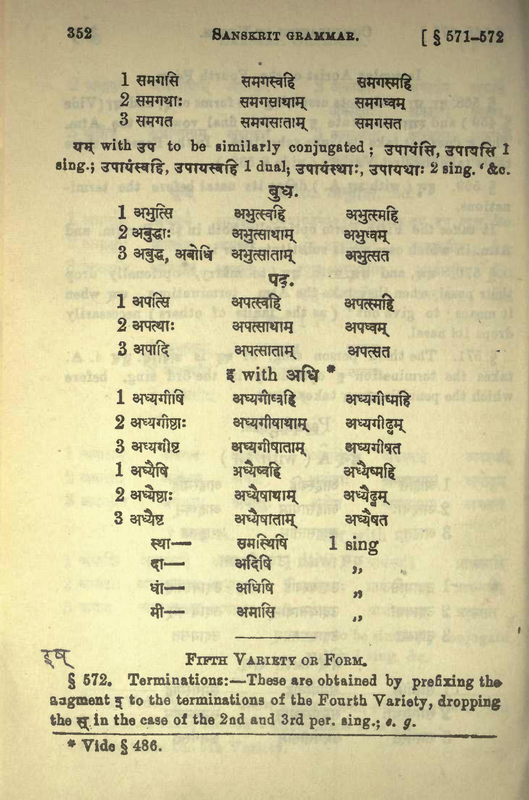 352 SANSKRIT GRAMMAR. [ § 571–572
1 समगसि समगस्वहि समगस्महि
2 समगथाः समगसाथाम् समगध्वम्
3 समगत समगसाताम् समगसत
यम् with उप to be similarly conjugated; उपायंसि, उपायसि 1
sing.; उपायंस्वहि, उपायस्वहि 1 dual; उपायंस्थाः, उपायथाः 2 sing. &c.
बुध्.
1 अभुत्सि अभुत्स्वहि अभुत्स्महि
2 अबुद्धाः अभुत्साथाम् अभुध्वम्
3 अबुद्ध, अबोधि अभुत्साताम् अभुत्सत
पद्.
1 अपत्सि अपत्स्वहि अपत्स्महि
2 अपत्थाः अपत्साथाम् अपध्वम्
3 अपादि अपत्साताम् अपत्सत
इ with अधि *
1 अध्यगीषि अध्यगीष्वहि अध्यगीष्महि
2 अध्यगीष्ठाः अध्यगीषाथाम् अध्यगीढ्वम्
3 अध्यगीष्ट अध्यगीषाताम् अध्यगीषत
1 अध्यैषि अध्यैष्वहि अध्यैष्महि
2 अध्यैष्ठाः अध्यैषाथाम् अध्यैढ्वम्
3 अध्यैष्ट अध्यैषाताम् अध्यैषत
स्था— समस्थिषि 1 sing
दा— अदिषि ,,
धा— अधिषि ,,
मी— अमासि ,,
इष्
FIFTH VARIETY OR FORM.
§ 572. Terminations:—These are obtained by prefixing the
augment इ to the terminations of the Fourth Variety, dropping
the स् in the case of the 2nd and 3rd per. sing.; e. g.
* Vide § 486.